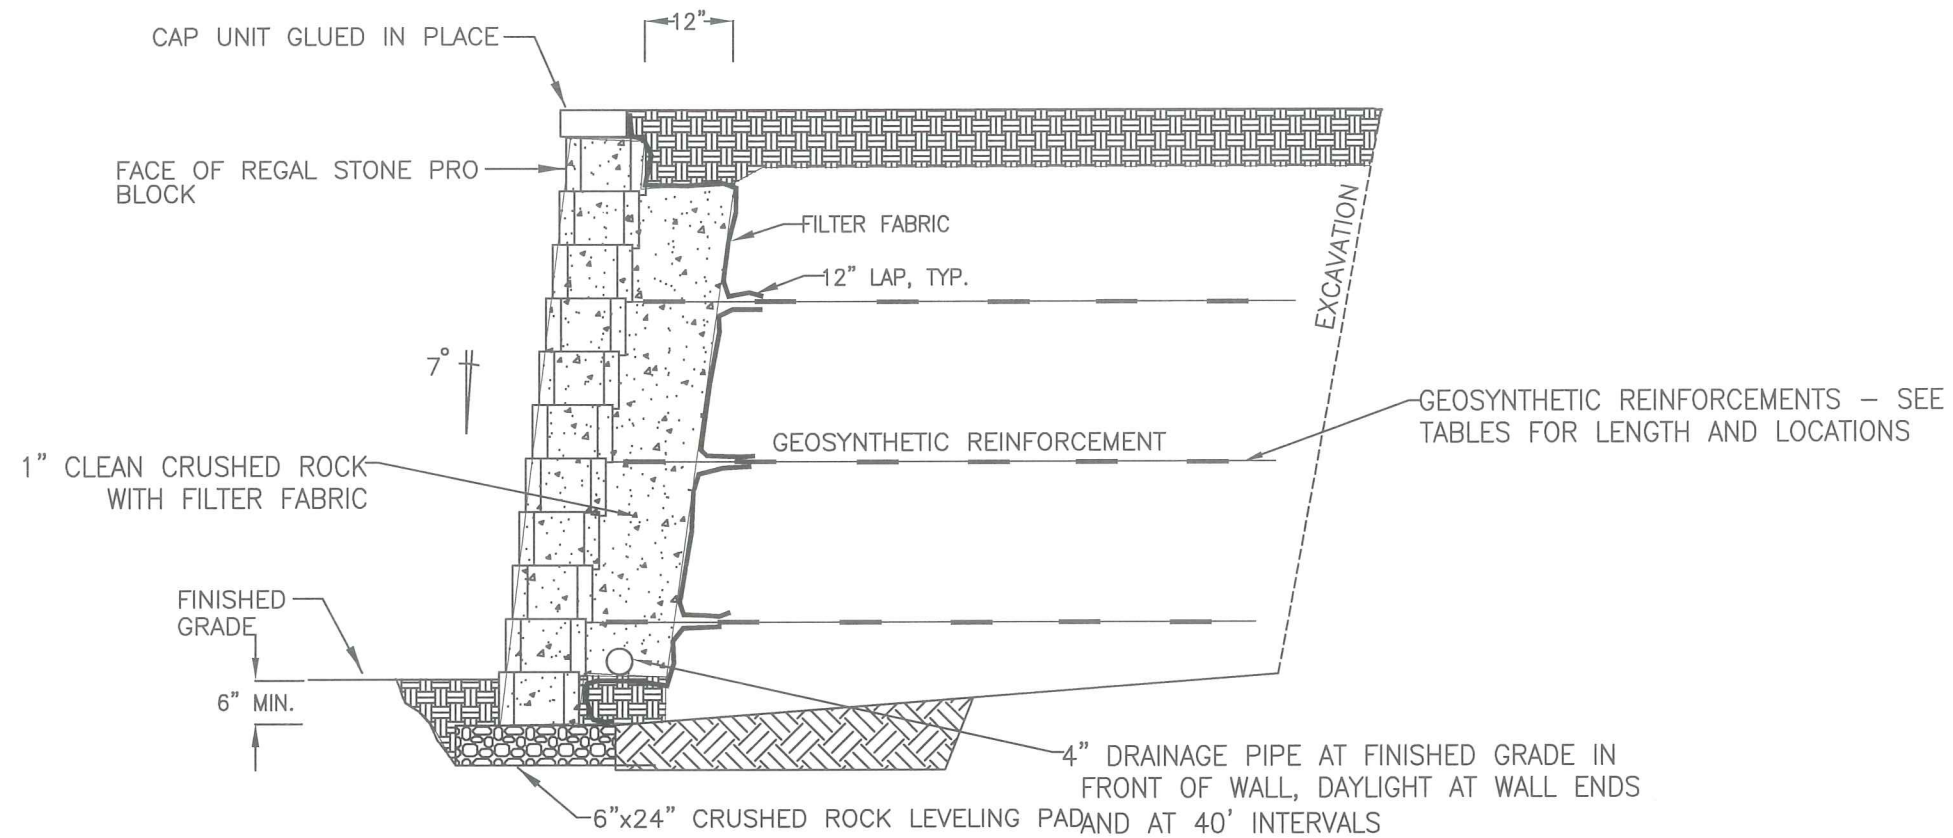 12"
CAP UNIT GLUED IN PLACE
FACE OF REGAL STONE PRO
BLOCK
FILTER FABRIC
12" LAP, TYP.
EXCAVATION
7°
GEOSYNTHETIC REINFORCEMENTS – SEE
TABLES FOR LENGTH AND LOCATIONS
GEOSYNTHETIC REINFORCEMENT
1" CLEAN CRUSHED ROCK
WITH FILTER FABRIC
FINISHED
GRADE
6" MIN.
4" DRAINAGE PIPE AT FINISHED GRADE IN
FRONT OF WALL, DAYLIGHT AT WALL ENDS
AND AT 40' INTERVALS
6"x24" CRUSHED ROCK LEVELING PAD